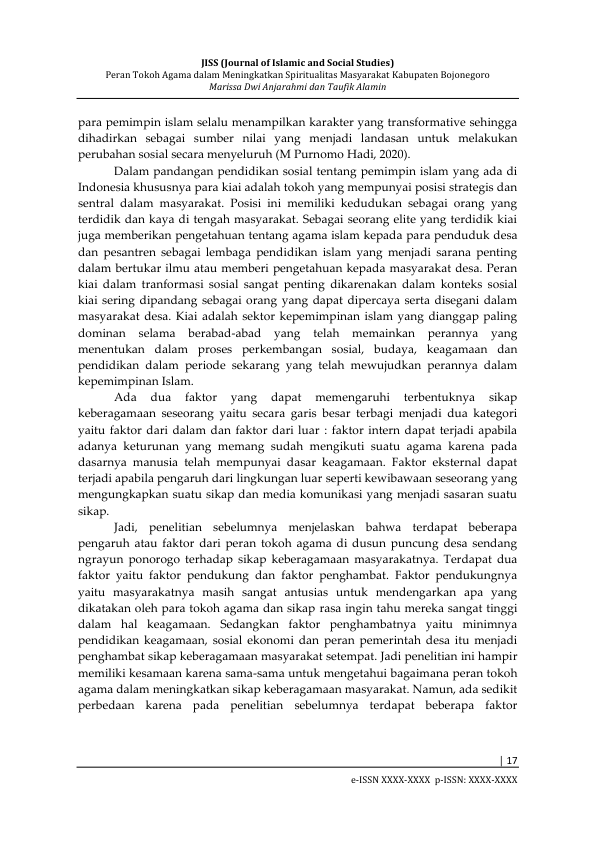 JISS (Journal of Islamic and Social Studies)
Peran Tokoh Agama dalam Meningkatkan Spiritualitas Masyarakat Kabupaten Bojonegoro
Marissa Dwi Anjarahmi dan Taufik Alamin
para pemimpin islam selalu menampilkan karakter yang transformative sehingga
dihadirkan sebagai sumber nilai yang menjadi landasan untuk melakukan
perubahan sosial secara menyeluruh (M Purnomo Hadi, 2020).
Dalam pandangan pendidikan sosial tentang pemimpin islam yang ada di
Indonesia khususnya para kiai adalah tokoh yang mempunyai posisi strategis dan
sentral dalam masyarakat. Posisi ini memiliki kedudukan sebagai orang yang
terdidik dan kaya di tengah masyarakat. Sebagai seorang elite yang terdidik kiai
juga memberikan pengetahuan tentang agama islam kepada para penduduk desa
dan pesantren sebagai lembaga pendidikan islam yang menjadi sarana penting
dalam bertukar ilmu atau memberi pengetahuan kepada masyarakat desa. Peran
kiai dalam tranformasi sosial sangat penting dikarenakan dalam konteks sosial
kiai sering dipandang sebagai orang yang dapat dipercaya serta disegani dalam
masyarakat desa. Kiai adalah sektor kepemimpinan islam yang dianggap paling
dominan selama berabad-abad yang telah memainkan perannya yang
menentukan dalam proses perkembangan sosial, budaya, keagamaan dan
pendidikan dalam periode sekarang yang telah mewujudkan perannya dalam
kepemimpinan Islam.
Ada dua faktor yang dapat memengaruhi terbentuknya sikap
keberagamaan seseorang yaitu secara garis besar terbagi menjadi dua kategori
yaitu faktor dari dalam dan faktor dari luar : faktor intern dapat terjadi apabila
adanya keturunan yang memang sudah mengikuti suatu agama karena pada
dasarnya manusia telah mempunyai dasar keagamaan. Faktor eksternal dapat
terjadi apabila pengaruh dari lingkungan luar seperti kewibawaan seseorang yang
mengungkapkan suatu sikap dan media komunikasi yang menjadi sasaran suatu
sikap.
Jadi, penelitian sebelumnya menjelaskan bahwa terdapat beberapa
pengaruh atau faktor dari peran tokoh agama di dusun puncung desa sendang
ngrayun ponorogo terhadap sikap keberagamaan masyarakatnya. Terdapat dua
faktor yaitu faktor pendukung dan faktor penghambat. Faktor pendukungnya
yaitu masyarakatnya masih sangat antusias untuk mendengarkan apa yang
dikatakan oleh para tokoh agama dan sikap rasa ingin tahu mereka sangat tinggi
dalam hal keagamaan. Sedangkan faktor penghambatnya yaitu minimnya
pendidikan keagamaan, sosial ekonomi dan peran pemerintah desa itu menjadi
penghambat sikap keberagamaan masyarakat setempat. Jadi penelitian ini hampir
memiliki kesamaan karena sama-sama untuk mengetahui bagaimana peran tokoh
agama dalam meningkatkan sikap keberagamaan masyarakat. Namun, ada sedikit
perbedaan karena pada penelitian sebelumnya terdapat beberapa faktor
| 17
e-ISSN XXXX-XXXX p-ISSN: XXXX-XXXX